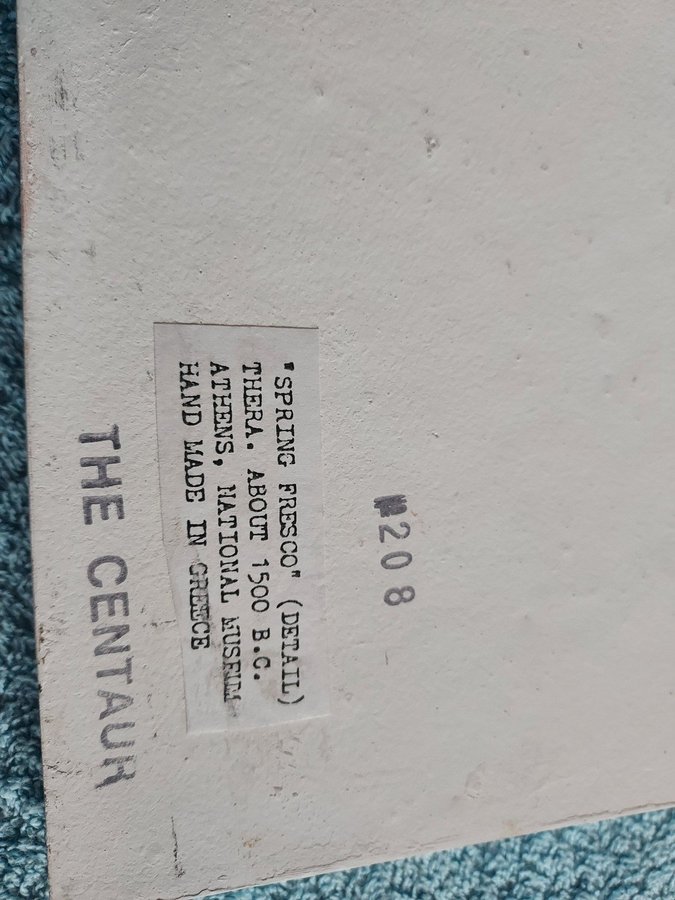 #208
"SPRING FRESCO" (DETAIL)
THERA. ABOUT 1500 B.C.
ATHENS, NATIONAL MUSEUM
HAND MADE IN GREECE
THE CENTAUR